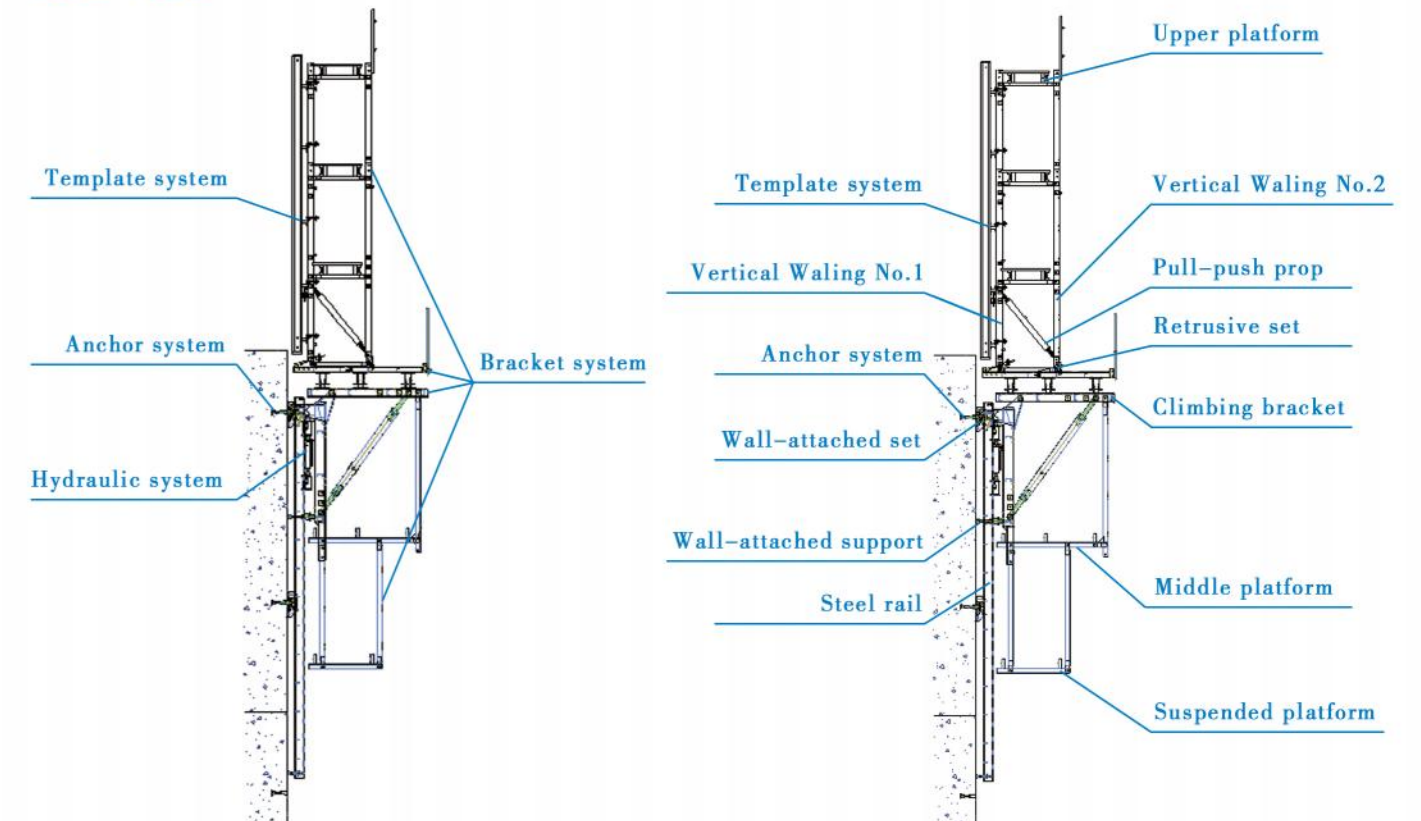 Template system
Anchor system
Bracket system
Hydraulic system
Upper platform
Template system
Vertical Waling No.2
Vertical Waling No.1
Pull-push prop
Retrusive set
Anchor system
Climbing bracket
Wall-attached set
Wall-attached support
Steel rail
Middle platform
Suspended platform